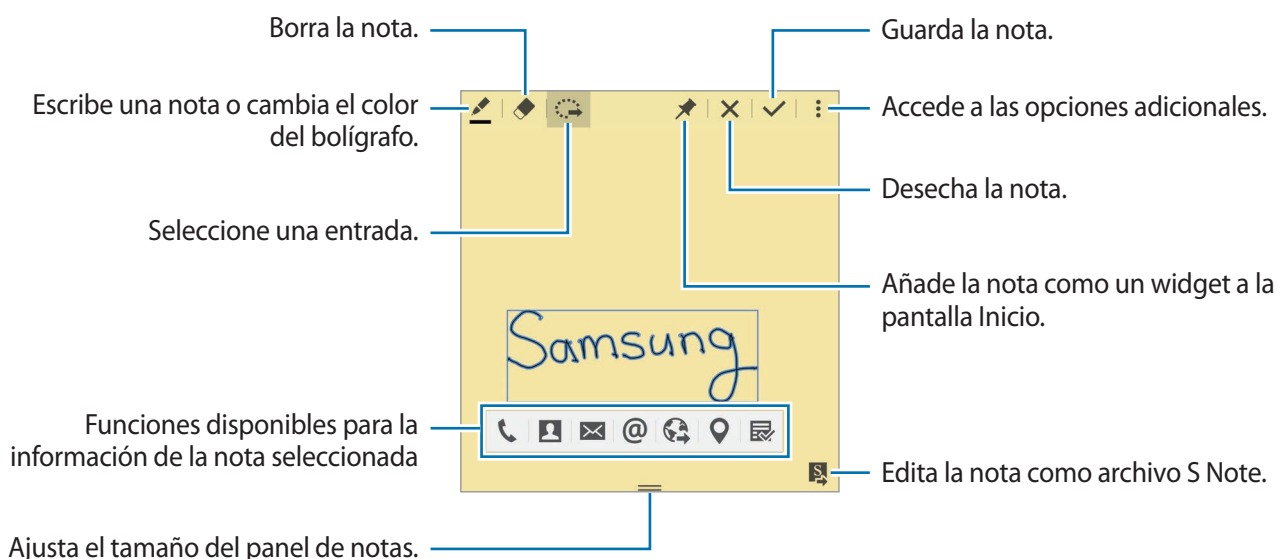 Borra la nota.
Guarda la nota.
Escribe una nota o cambia el color
del bolígrafo.
Accede a las opciones adicionales.
Desecha la nota.
Seleccione una entrada.
Añade la nota como un widget a la
pantalla Inicio.
Samsung
Funciones disponibles para la
información de la nota seleccionada
@
S
Edita la nota como archivo S Note.
Ajusta el tamaño del panel de notas.